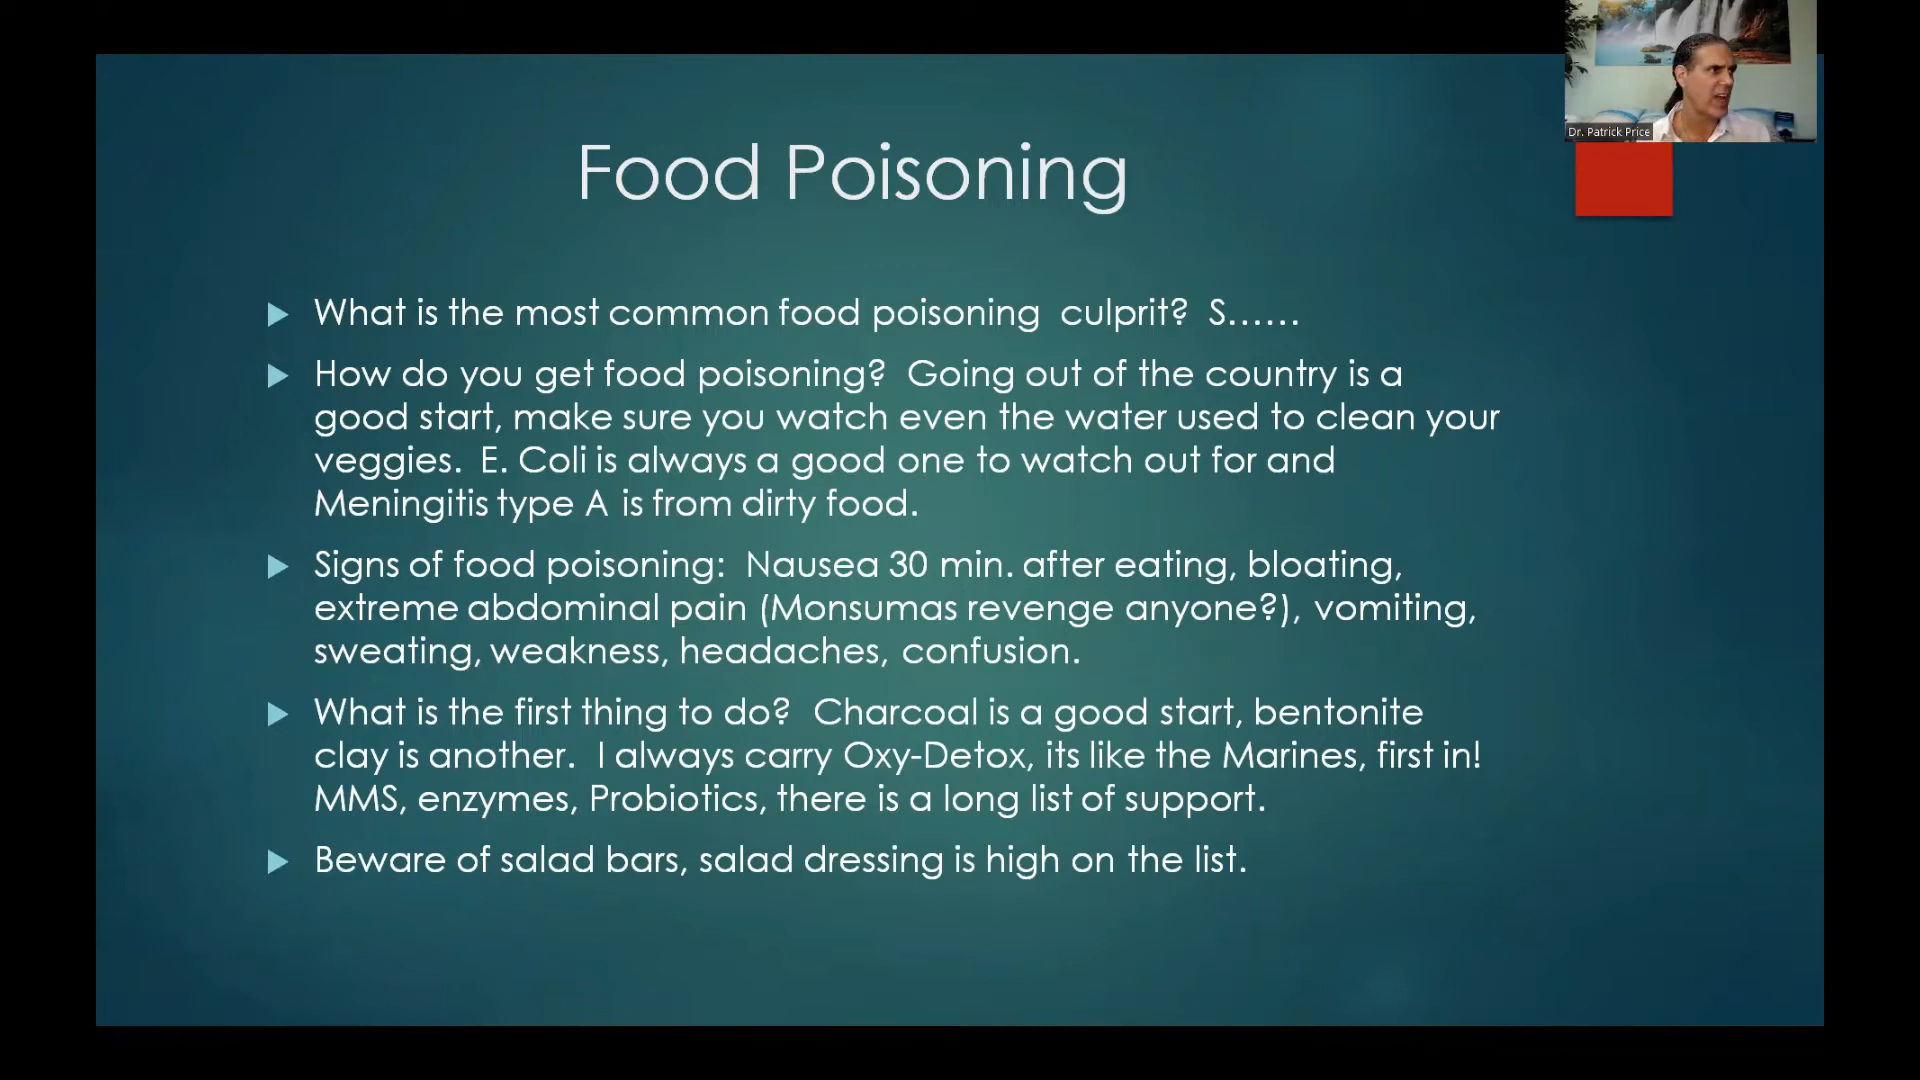 Dr. Patrick Price
Food Poisoning
What is the most common food poisoning culprit? S......
How do you get food poisoning? Going out of the country is a
good start, make sure you watch even the water used to clean your
veggies. E. Coli is always a good one to watch out for and
Meningitis type A is from dirty food.
Signs of food poisoning: Nausea 30 min. after eating, bloating,
extreme abdominal pain (Monsumas revenge anyone?), vomiting,
sweating, weakness, headaches, confusion.
What is the first thing to do? Charcoal is a good start, bentonite
clay is another. I always carry Oxy-Detox, its like the Marines, first in!
MMS, enzymes, Probiotics, there is a long list of support.
Beware of salad bars, salad dressing is high on the list.